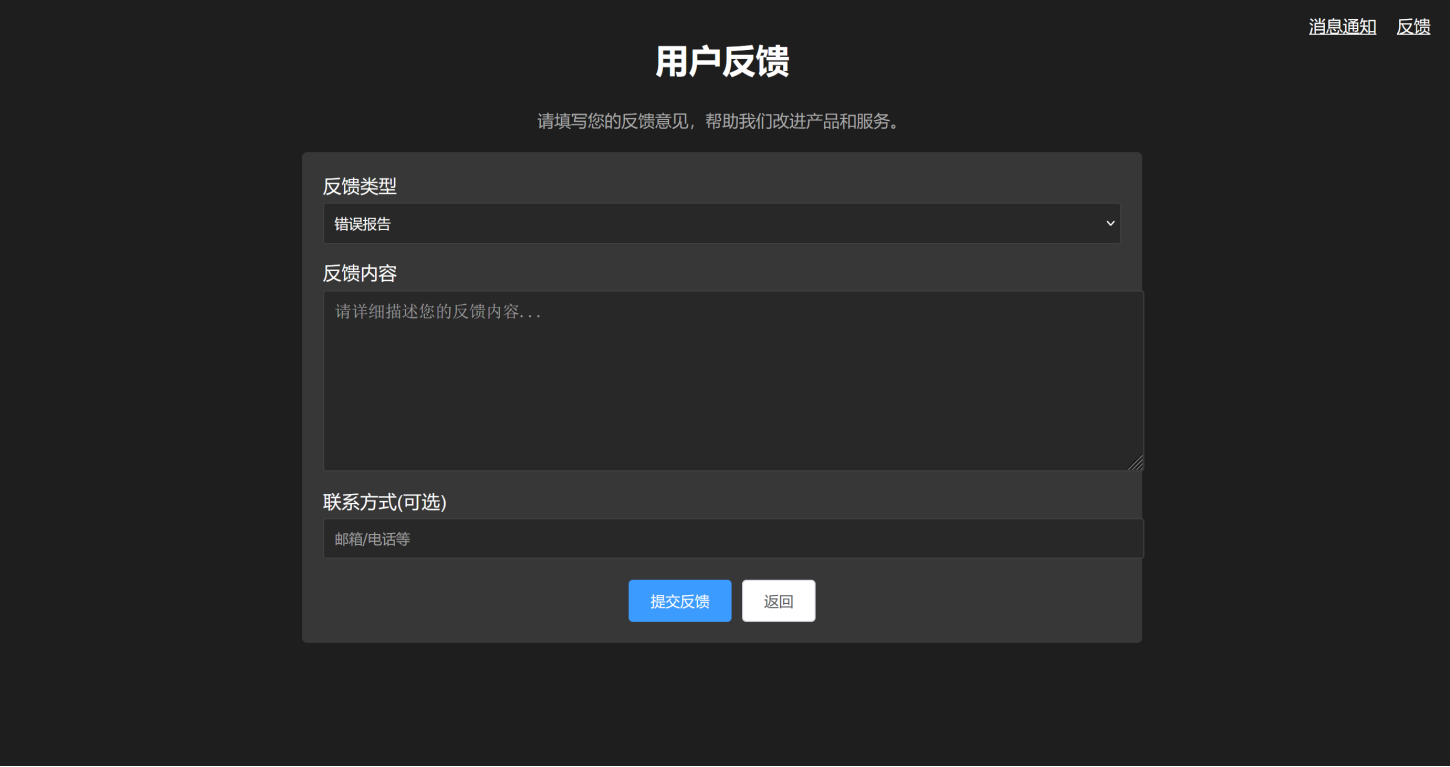 消息通知 反馈
用户反馈
请填写您的反馈意见，帮助我们改进产品和服务。
反馈类型
错误报告
反馈内容
请详细描述您的反馈内容...
联系方式(可选)
邮箱/电话等
提交反馈 返回